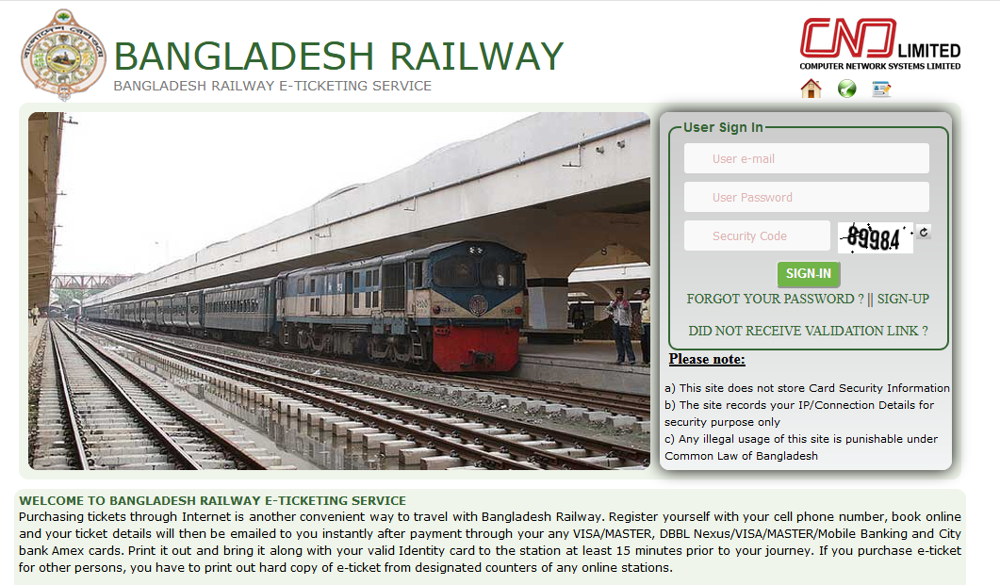 BANGLADESH RAILWAY
BANGLADESH RAILWAY E-TICKETING SERVICE
CNS LIMITED
COMPUTER NETWORK SYSTEMS LIMITED
User Sign In
User e-mail
User Password
Security Code
89984
SIGN-IN
FORGOT YOUR PASSWORD ? || SIGN-UP
DID NOT RECEIVE VALIDATION LINK ?
Please note:
a) This site does not store Card Security Information
b) The site records your IP/Connection Details for
security purpose only
c) Any illegal usage of this site is punishable under
Common Law of Bangladesh
WELCOME TO BANGLADESH RAILWAY E-TICKETING SERVICE
Purchasing tickets through Internet is another convenient way to travel with Bangladesh Railway. Register yourself with your cell phone number, book online
and your ticket details will then be emailed to you instantly after payment through your any VISA/MASTER, DBBL Nexus/VISA/MASTER/Mobile Banking and City
bank Amex cards. Print it out and bring it along with your valid Identity card to the station at least 15 minutes prior to your journey. If you purchase e-ticket
for other persons, you have to print out hard copy of e-ticket from designated counters of any online stations.